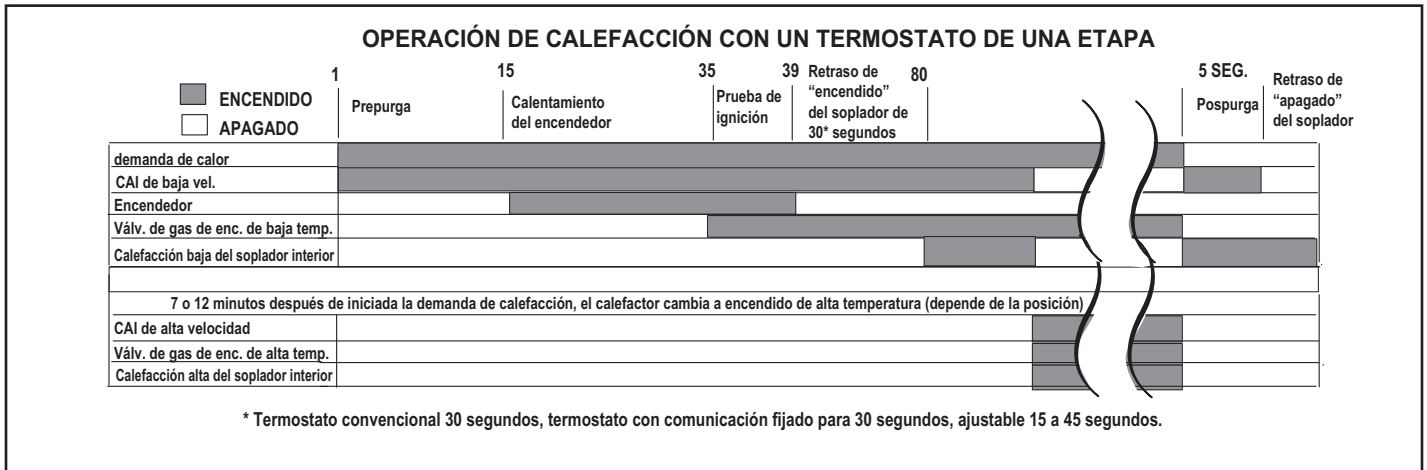 OPERACIÓN DE CALEFACCIÓN CON UN TERMOSTATO DE UNA ETAPA
ENCENDIDO
APAGADO
1
Prepurga
15
Calentamiento
del encendedor
35
Prueba de
ignición
39
Retraso de
“encendido”
del soplador de
30* segundos
80
5 SEG.
Pospurga
Retraso de
“apagado”
del soplador
demanda de calor
CAI de baja vel.
Encendedor
Válv. de gas de enc. de baja temp.
Calefacción baja del soplador interior
7 o 12 minutos después de iniciada la demanda de calefacción, el calefactor cambia a encendido de alta temperatura (depende de la posición)
CAI de alta velocidad
Válv. de gas de enc. de alta temp.
Calefacción alta del soplador interior
* Termostato convencional 30 segundos, termostato con comunicación fijado para 30 segundos, ajustable 15 a 45 segundos.